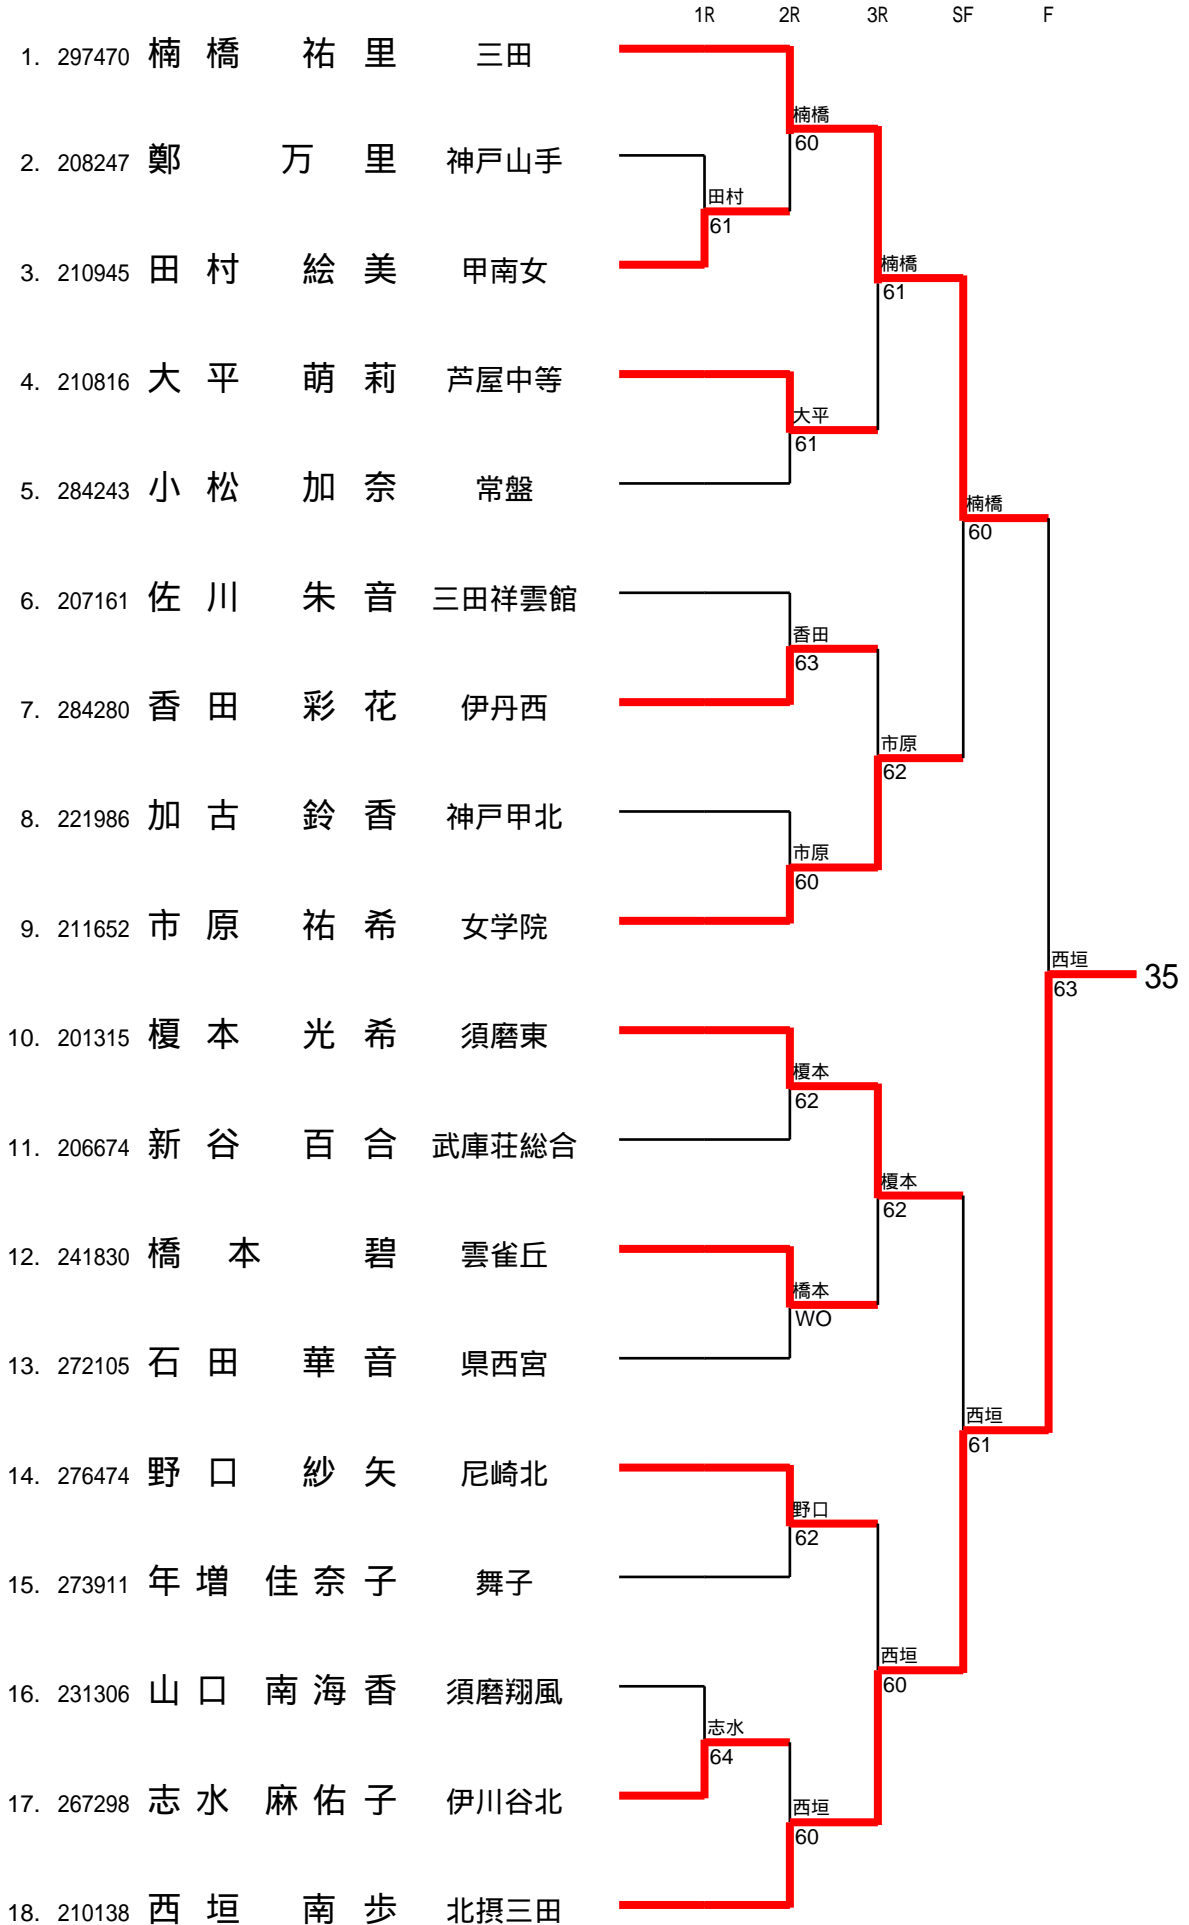 1R 2R 3R SF F
1. 297470 楠橋 祐里 三田
楠橋
60
2. 208247 鄭 万里 神戸山手
田村
61
3. 210945 田村 絵美 甲南女
楠橋
61
4. 210816 大平 萌莉 芦屋中等
大平
61
5. 284243 小松 加奈 常盤
楠橋
60
6. 207161 佐川 朱音 三田祥雲館
香田
63
7. 284280 香田 彩花 伊丹西
市原
62
8. 221986 加古 鈴香 神戸甲北
市原
60
9. 211652 市原 祐希 女学院
西垣
63
35
10. 201315 榎本 光希 須磨東
榎本
62
11. 206674 新谷 百合 武庫荘総合
榎本
62
12. 241830 橋本 碧 雲雀丘
橋本
WO
13. 272105 石田 華音 県西宮
西垣
61
14. 276474 野口 紗矢 尼崎北
野口
62
15. 273911 年増 佳奈子 舞子
西垣
60
16. 231306 山口 南海香 須磨翔風
志水
64
17. 267298 志水 麻佑子 伊川谷北
西垣
60
18. 210138 西垣 南歩 北摂三田